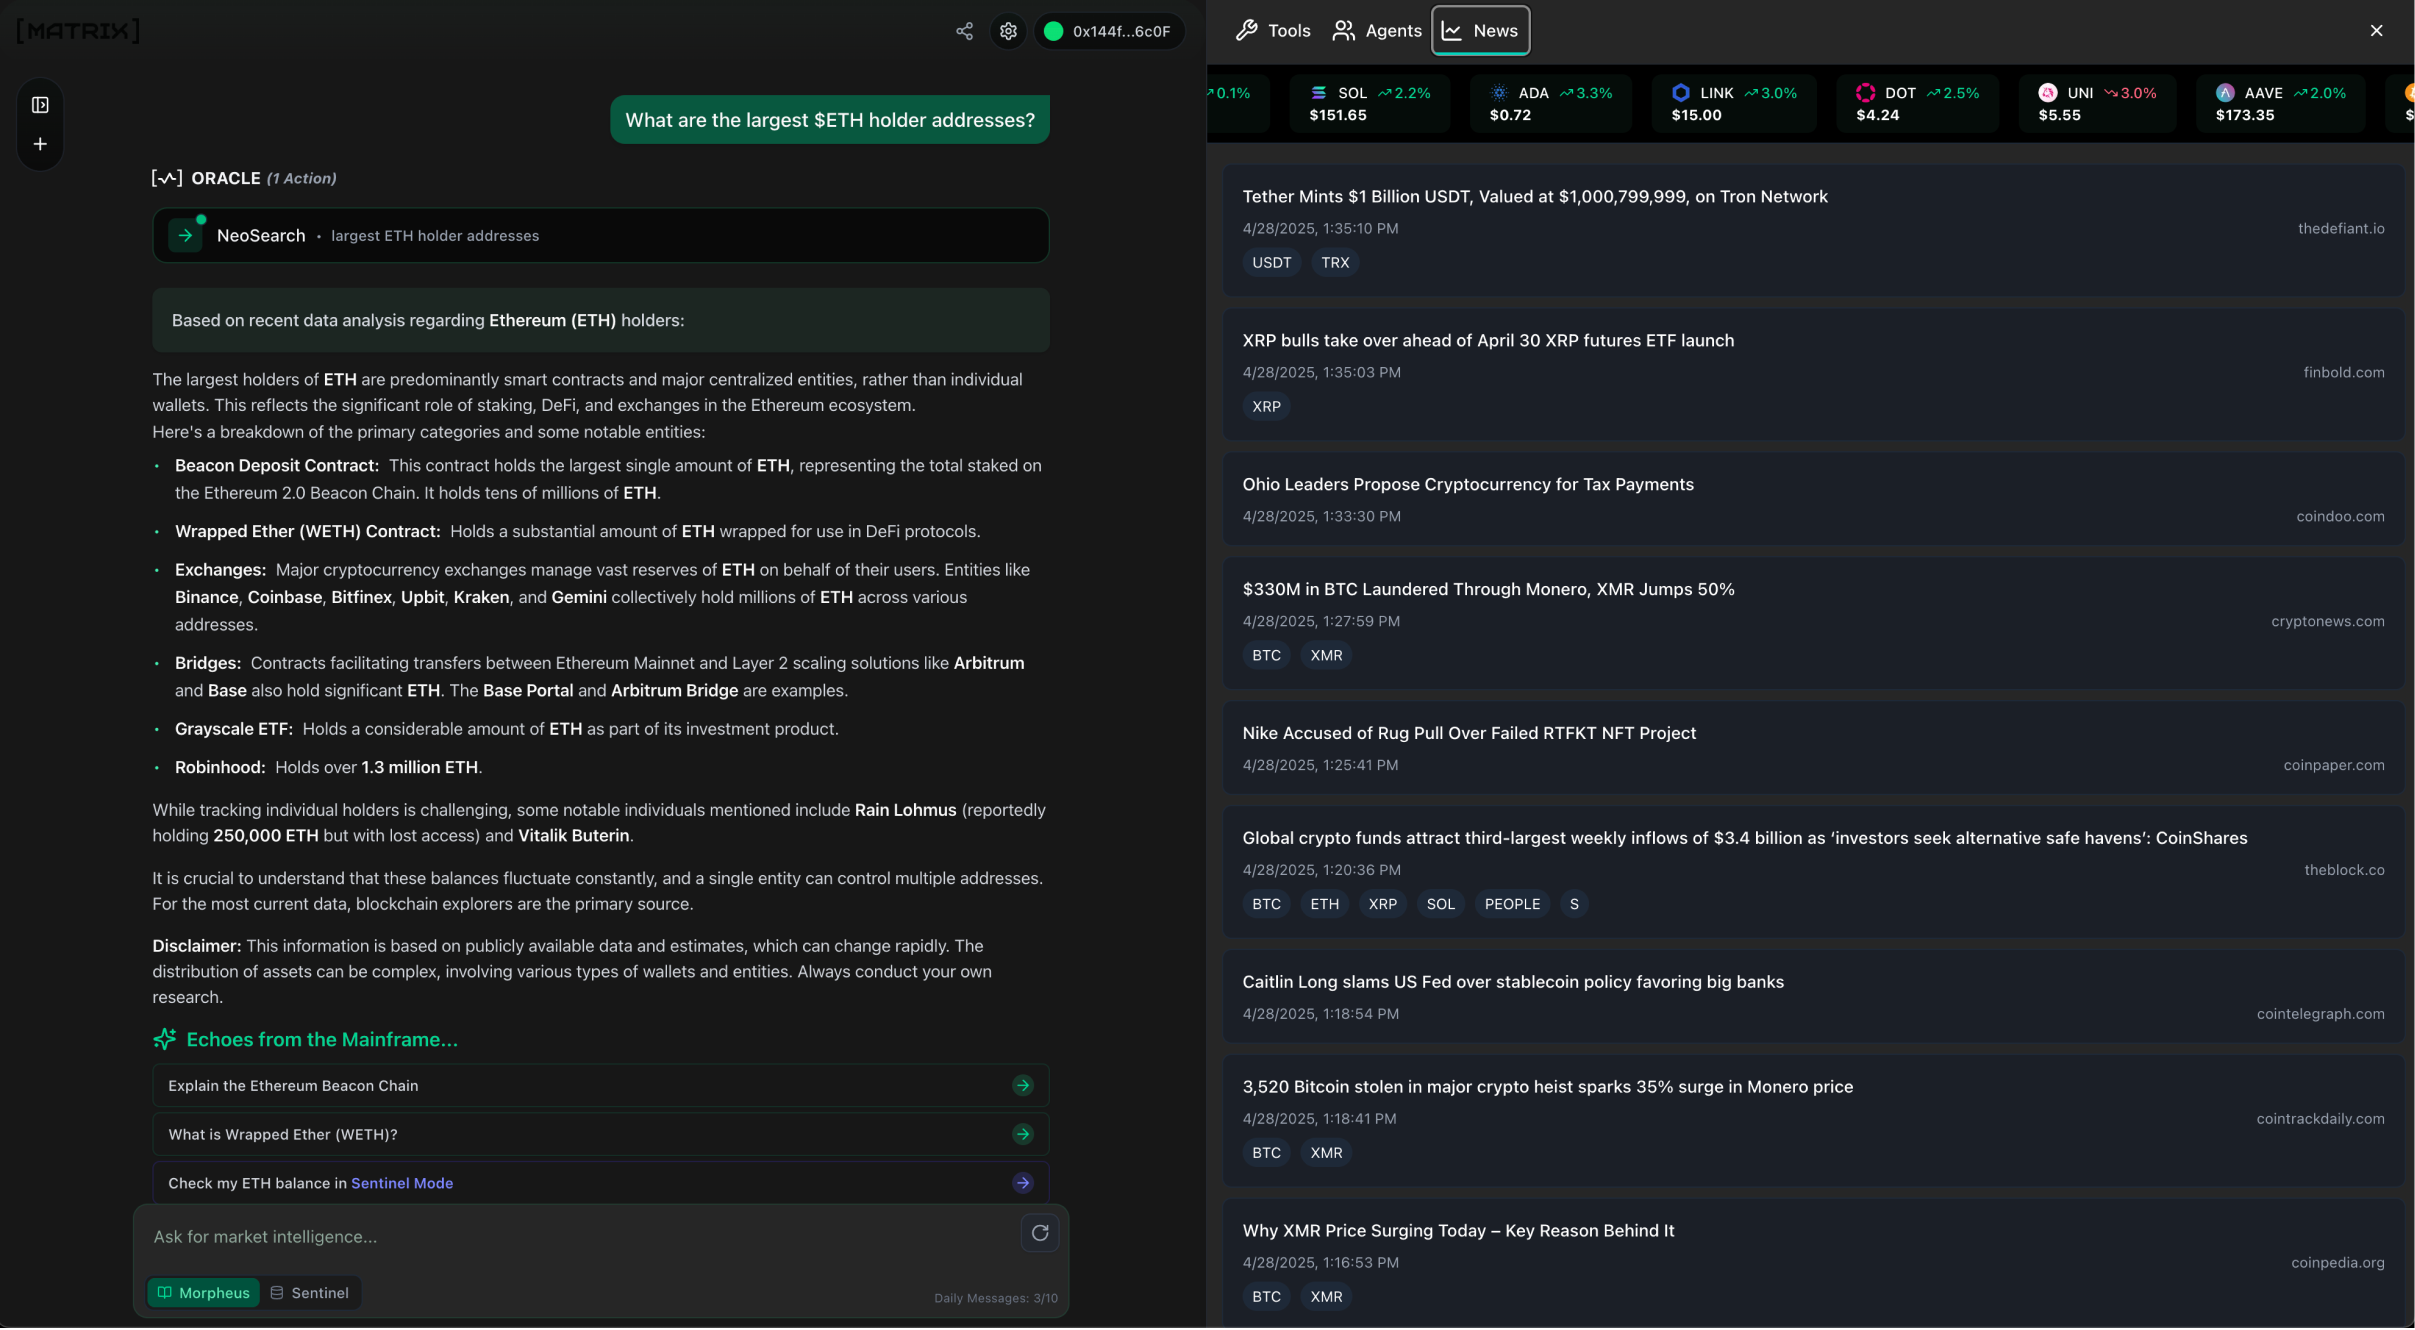 [MATRIX]
0x144f...6c0F
What are the largest $ETH holder addresses?
ORACLE (1 Action)
NeoSearch • largest ETH holder addresses
Based on recent data analysis regarding Ethereum (ETH) holders:
The largest holders of ETH are predominantly smart contracts and major centralized entities, rather than individual
wallets. This reflects the significant role of staking, DeFi, and exchanges in the Ethereum ecosystem.
Here's a breakdown of the primary categories and some notable entities:
• Beacon Deposit Contract: This contract holds the largest single amount of ETH, representing the total staked on
the Ethereum 2.0 Beacon Chain. It holds tens of millions of ETH.
• Wrapped Ether (WETH) Contract: Holds a substantial amount of ETH wrapped for use in DeFi protocols.
• Exchanges: Major cryptocurrency exchanges manage vast reserves of ETH on behalf of their users. Entities like
Binance, Coinbase, Bitfinex, Upbit, Kraken, and Gemini collectively hold millions of ETH across various
addresses.
• Bridges: Contracts facilitating transfers between Ethereum Mainnet and Layer 2 scaling solutions like Arbitrum
and Base also hold significant ETH. The Base Portal and Arbitrum Bridge are examples.
• Grayscale ETF: Holds a considerable amount of ETH as part of its investment product.
• Robinhood: Holds over 1.3 million ETH.
While tracking individual holders is challenging, some notable individuals mentioned include Rain Lohmus (reportedly
holding 250,000 ETH but with lost access) and Vitalik Buterin.
It is crucial to understand that these balances fluctuate constantly, and a single entity can control multiple addresses.
For the most current data, blockchain explorers are the primary source.
Disclaimer: This information is based on publicly available data and estimates, which can change rapidly. The
distribution of assets can be complex, involving various types of wallets and entities. Always conduct your own
research.
Echoes from the Mainframe...
Explain the Ethereum Beacon Chain
What is Wrapped Ether (WETH)?
Check my ETH balance in Sentinel Mode
Ask for market intelligence...
Morpheus Sentinel
Daily Messages: 3/10
Tools Agents News
0.1%
SOL 2.2%
$151.65
ADA 3.3%
$0.72
LINK 3.0%
$15.00
DOT 2.5%
$4.24
UNI 3.0%
$5.55
AAVE 2.0%
$173.35
$
Tether Mints $1 Billion USDT, Valued at $1,000,799,999, on Tron Network
4/28/2025, 1:35:10 PM
thedefiant.io
USDT TRX
XRP bulls take over ahead of April 30 XRP futures ETF launch
4/28/2025, 1:35:03 PM
finbold.com
XRP
Ohio Leaders Propose Cryptocurrency for Tax Payments
4/28/2025, 1:33:30 PM
coindoo.com
$330M in BTC Laundered Through Monero, XMR Jumps 50%
4/28/2025, 1:27:59 PM
cryptonews.com
BTC XMR
Nike Accused of Rug Pull Over Failed RTFKT NFT Project
4/28/2025, 1:25:41 PM
coinpaper.com
Global crypto funds attract third-largest weekly inflows of $3.4 billion as ‘investors seek alternative safe havens’: CoinShares
4/28/2025, 1:20:36 PM
theblock.co
BTC ETH XRP SOL PEOPLE S
Caitlin Long slams US Fed over stablecoin policy favoring big banks
4/28/2025, 1:18:54 PM
cointelegraph.com
3,520 Bitcoin stolen in major crypto heist sparks 35% surge in Monero price
4/28/2025, 1:18:41 PM
cointrackdaily.com
BTC XMR
Why XMR Price Surging Today – Key Reason Behind It
4/28/2025, 1:16:53 PM
coinpedia.org
BTC XMR